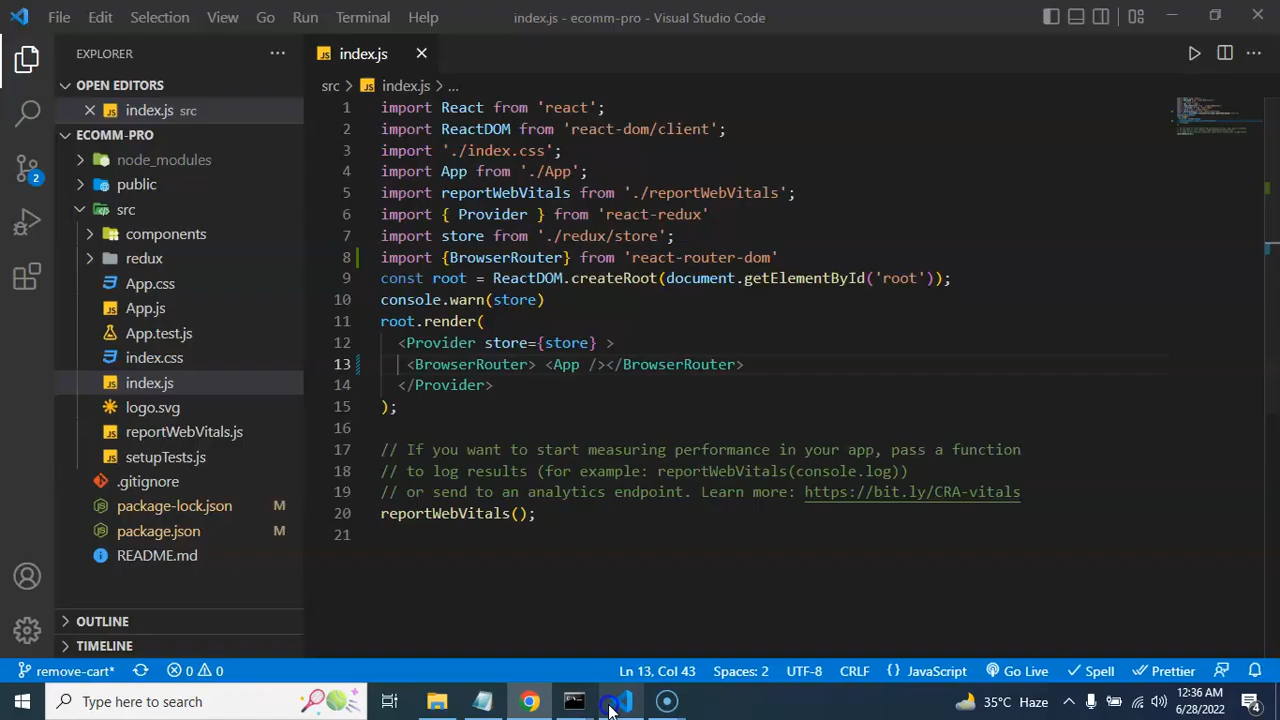 File Edit Selection View Go Run Terminal Help index.js - ecomm-pro - Visual Studio Code
EXPLORER
index.js
OPEN EDITORS
index.js src
ECOMM-PRO
node_modules
public
src
components
redux
App.css
App.js
App.test.js
index.css
index.js
logo.svg
reportWebVitals.js
setupTests.js
.gitignore
package-lock.json M
package.json M
README.md
OUTLINE
TIMELINE
2
src > index.js > ...
1 import React from 'react';
2 import ReactDOM from 'react-dom/client';
3 import './index.css';
4 import App from './App';
5 import reportWebVitals from './reportWebVitals';
6 import { Provider } from 'react-redux'
7 import store from './redux/store';
8 import {BrowserRouter} from 'react-router-dom'
9 const root = ReactDOM.createRoot(document.getElementById('root'));
10 console.warn(store)
11 root.render(
12 <Provider store={store} >
13 <BrowserRouter> <App /></BrowserRouter>
14 </Provider>
15 );
16
17 // If you want to start measuring performance in your app, pass a function
18 // to log results (for example: reportWebVitals(console.log))
19 // or send to an analytics endpoint. Learn more: https://bit.ly/CRA-vitals
20 reportWebVitals();
21
remove-cart* 0 0 Ln 13, Col 43 Spaces: 2 UTF-8 CRLF { } JavaScript Go Live Spell Prettier
Type here to search
35°C Haze
12:36 AM
6/28/2022
4